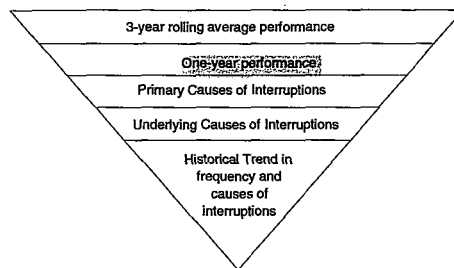 3-year rolling average performance
One-year performance
Primary Causes of Interruptions
Underlying Causes of Interruptions
Historical Trend in
frequency and
causes of
interruptions